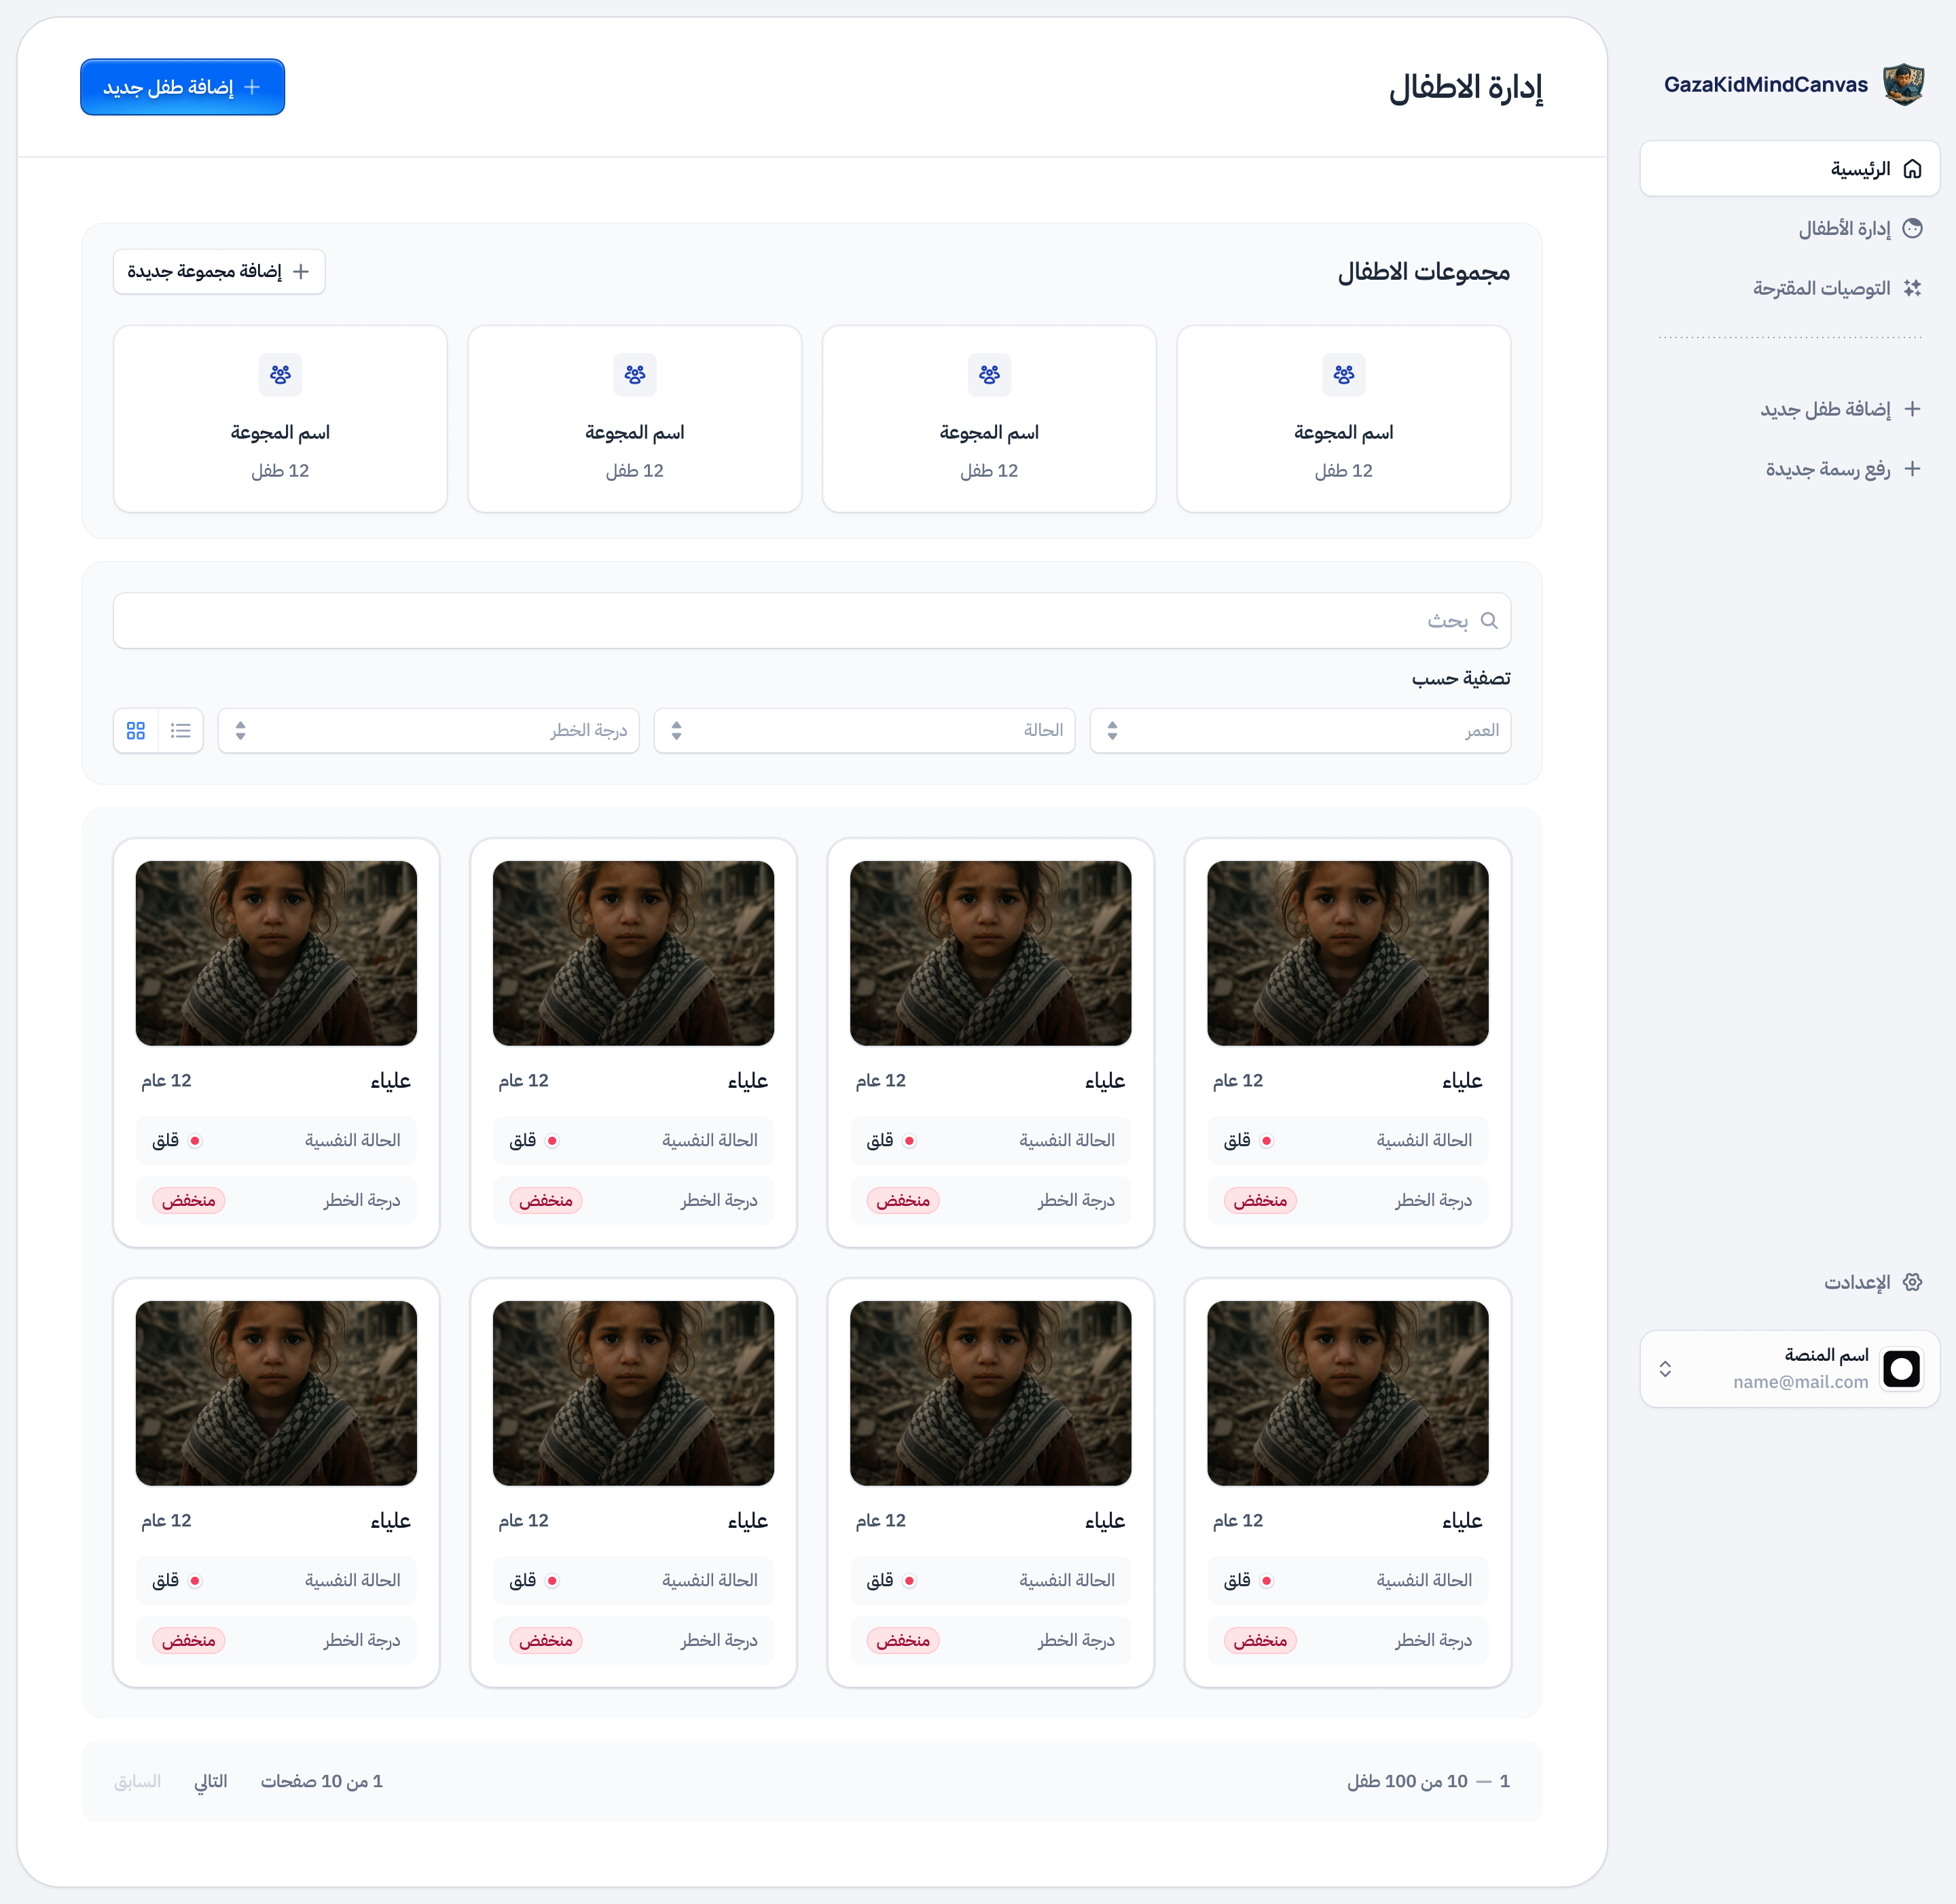 GazaKidMindCanvas
الرئيسية
إدارة الأطفال
التوصيات المقترحة
إضافة طفل جديد
رفع رسمة جديدة
الإعدادت
اسم المنصة
name@mail.com
إدارة الاطفال
إضافة طفل جديد
مجموعات الاطفال
إضافة مجموعة جديدة
اسم المجوعة
12 طفل
اسم المجوعة
12 طفل
اسم المجوعة
12 طفل
اسم المجوعة
12 طفل
بحث
تصفية حسب
العمر
الحالة
درجة الخطر
علياء 12 عام
الحالة النفسية قلق
درجة الخطر منخفض
علياء 12 عام
الحالة النفسية قلق
درجة الخطر منخفض
علياء 12 عام
الحالة النفسية قلق
درجة الخطر منخفض
علياء 12 عام
الحالة النفسية قلق
درجة الخطر منخفض
علياء 12 عام
الحالة النفسية قلق
درجة الخطر منخفض
علياء 12 عام
الحالة النفسية قلق
درجة الخطر منخفض
علياء 12 عام
الحالة النفسية قلق
درجة الخطر منخفض
علياء 12 عام
الحالة النفسية قلق
درجة الخطر منخفض
1 — 10 من 100 طفل
1 من 10 صفحات
التالي
السابق